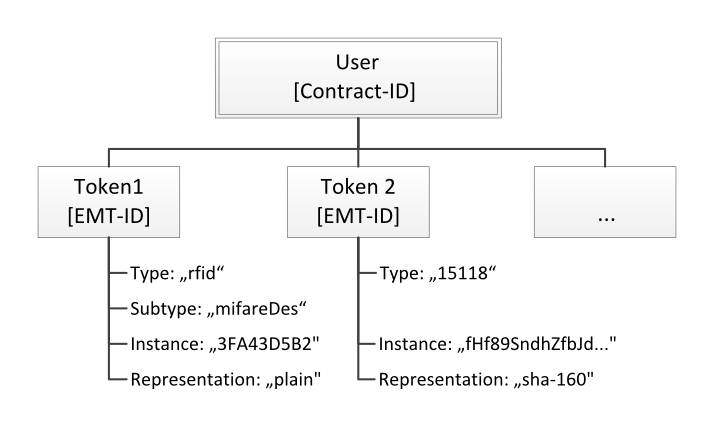 User
[Contract-ID]
Token1
[EMT-ID]
Token 2
[EMT-ID]
...
Type: „rfid“
Subtype: „mifareDes“
Instance: „3FA43D5B2"
Representation: „plain"
Type: „15118“
Instance: „fHf89SndhZfbJd..."
Representation: „sha-160"